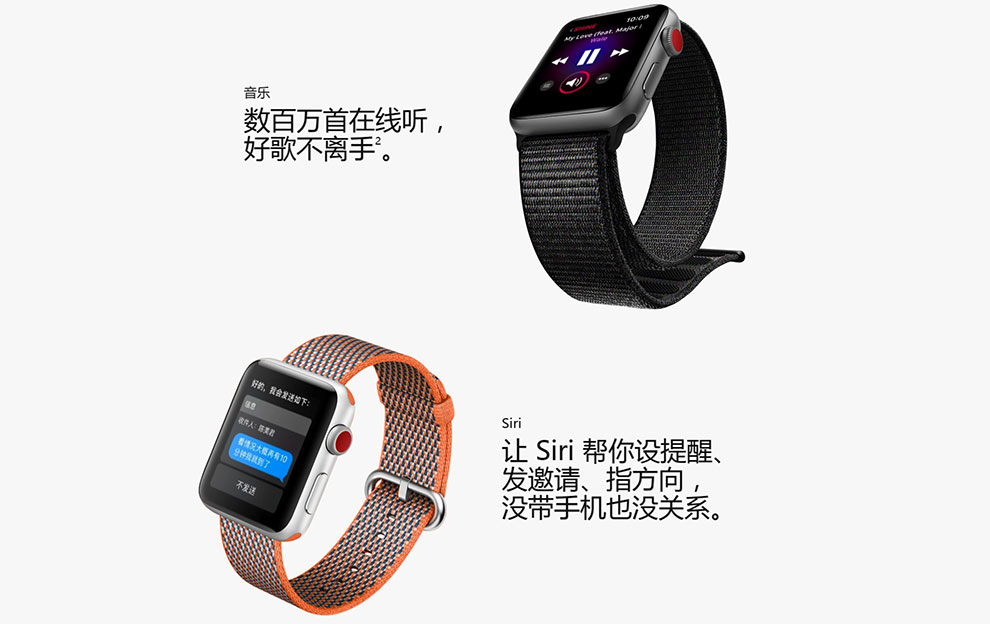 10:09
My Love (feat. Major i
Wale
音乐
数百万首在线听，
好歌不离手²。
好的，我会发送如下：
信息
收件人：陈美君
看情况大概再有10
分钟我就到了
不发送
Siri
让 Siri 帮你设提醒、
发邀请、指方向，
没带手机也没关系。